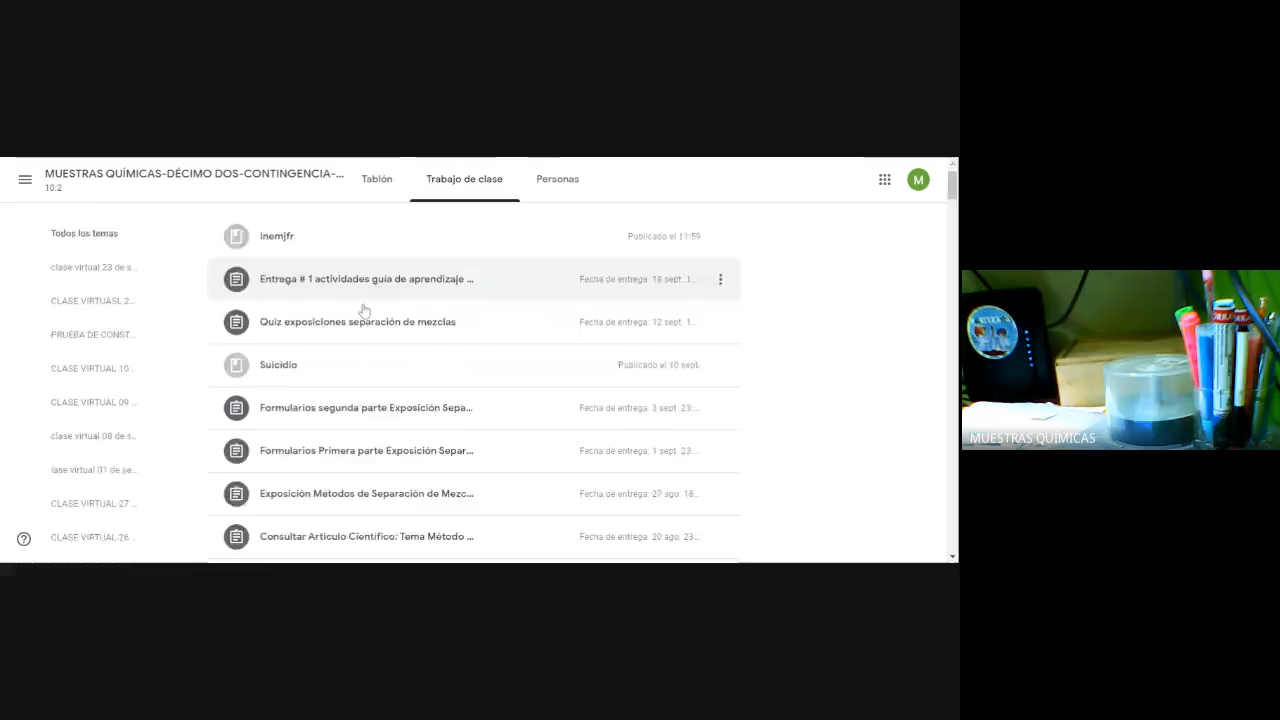 MUESTRAS QUÍMICAS-DÉCIMO DOS-CONTINGENCIA-...
10:2
Tablón
Trabajo de clase
Personas
M
Todos los temas
clase virtual 23 de s...
CLASE VIRTUASL 2...
PRUEBA DE CONST...
CLASE VIRTUAL 10...
CLASE VIRTUAL 09 ...
clase virtual 08 de s...
lase virtual 01 de se...
CLASE VIRTUAL 27 ...
CLASE VIRTUAL 26 ...
Inemjfr
Publicado el 11:59
Entrega # 1 actividades guía de aprendizaje ...
Fecha de entrega: 18 sept. 1...
Quiz exposiciones separación de mezclas
Fecha de entrega: 12 sept. 1...
Suicidio
Publicado el 10 sept.
Formularios segunda parte Exposición Sepa...
Fecha de entrega: 3 sept. 23:...
Formularios Primera parte Exposición Separ...
Fecha de entrega: 1 sept. 23:...
Exposición Métodos de Separación de Mezc...
Fecha de entrega: 27 ago. 18...
Consultar Artículo Científico: Tema Método ...
Fecha de entrega: 20 ago. 23:...
MUESTRAS QUIMICAS